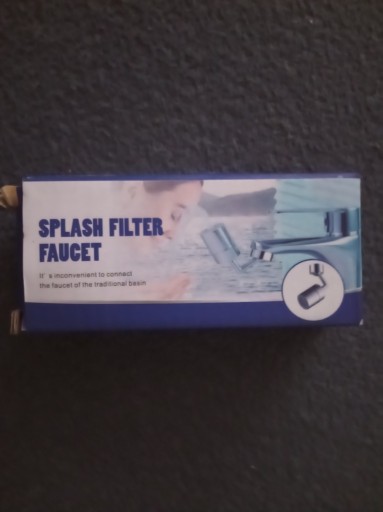 SPLASH FILTER
FAUCET
It's inconvenient to connect
the faucet of the traditional basin